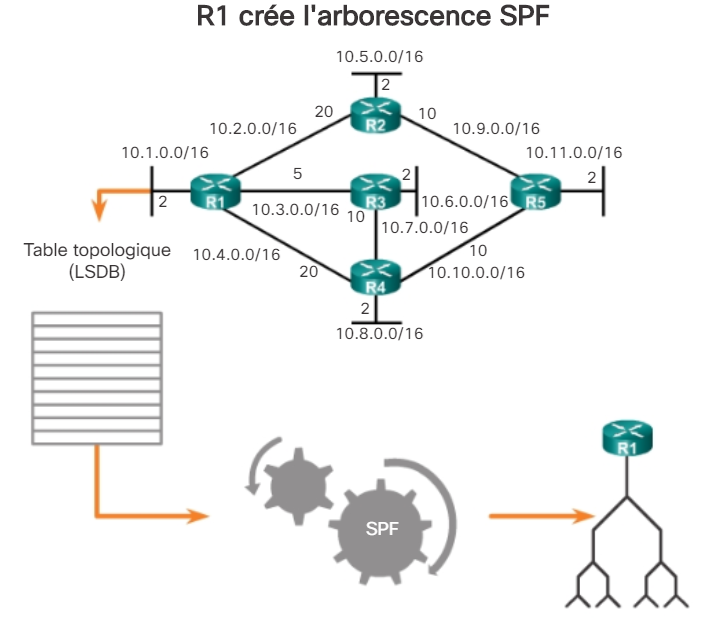 R1 crée l'arborescence SPF
10.5.0.0/16
2
20
R2
10
10.2.0.0/16
10.9.0.0/16
10.1.0.0/16
10.11.0.0/16
5
2
2
2
R1
R3
R5
10.3.0.0/16
10
10.6.0.0/16
10.7.0.0/16
10.4.0.0/16
20
R4
10
10.10.0.0/16
2
10.8.0.0/16
Table topologique
(LSDB)
SPF
R1